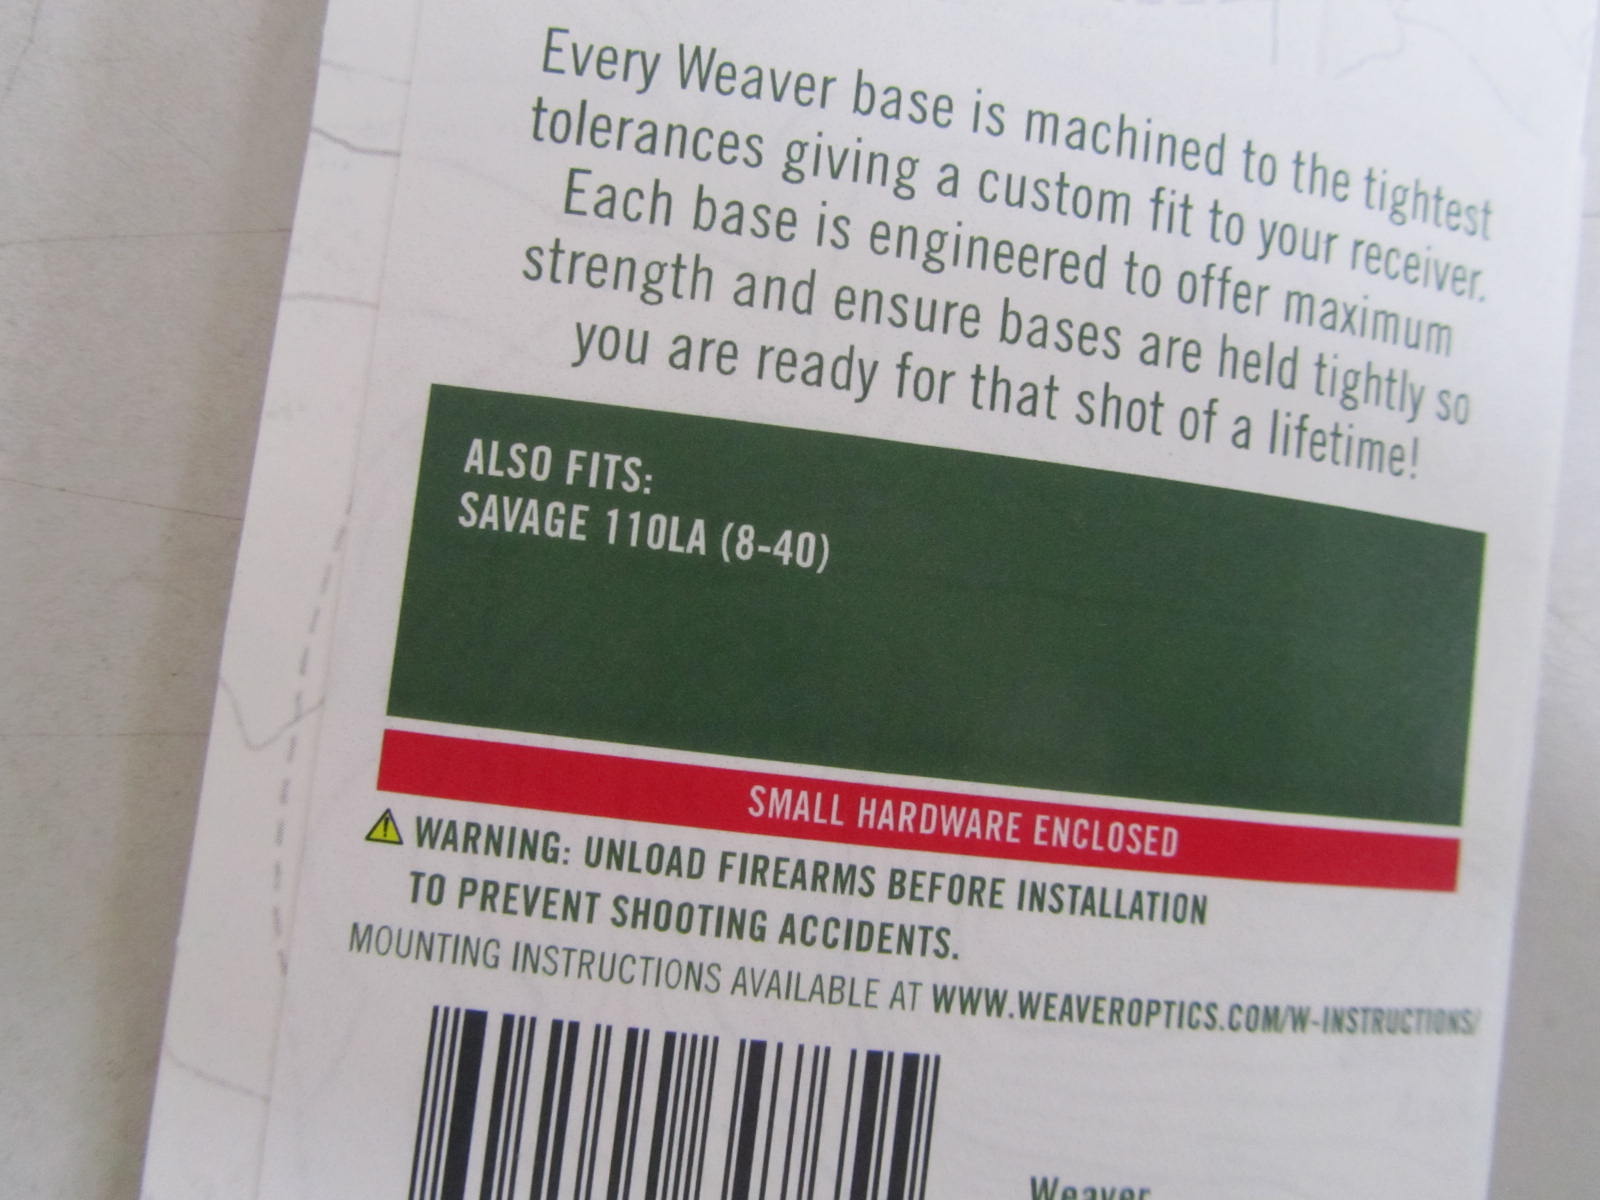 Every Weaver base is machined to the tightest
tolerances giving a custom fit to your receiver.
Each base is engineered to offer maximum
strength and ensure bases are held tightly so
you are ready for that shot of a lifetime!
ALSO FITS:
SAVAGE 110LA (8-40)
SMALL HARDWARE ENCLOSED
WARNING: UNLOAD FIREARMS BEFORE INSTALLATION
TO PREVENT SHOOTING ACCIDENTS.
MOUNTING INSTRUCTIONS AVAILABLE AT WWW.WEAVEROPTICS.COM/W-INSTRUCTIONS/
Weaver